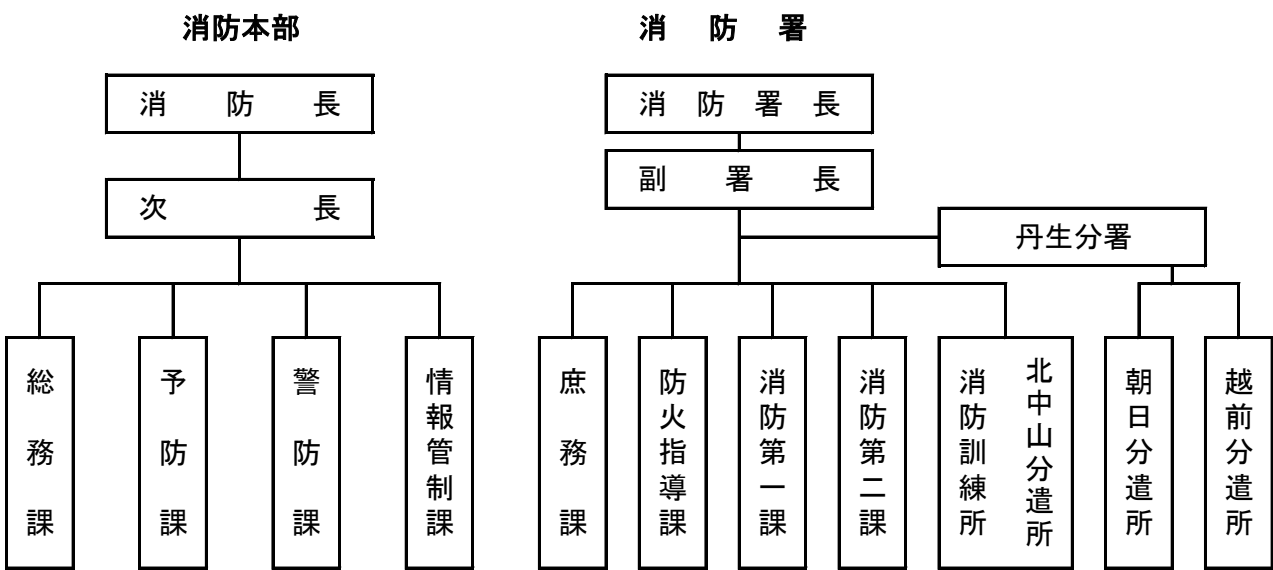 消防本部
消防署
消防長
消防署長
副署長
次長
丹生分署
総務課
予防課
警防課
情報管制課
庶務課
防火指導課
消防第一課
消防第二課
北中山分遣所
消防訓練所
朝日分遣所
越前分遣所